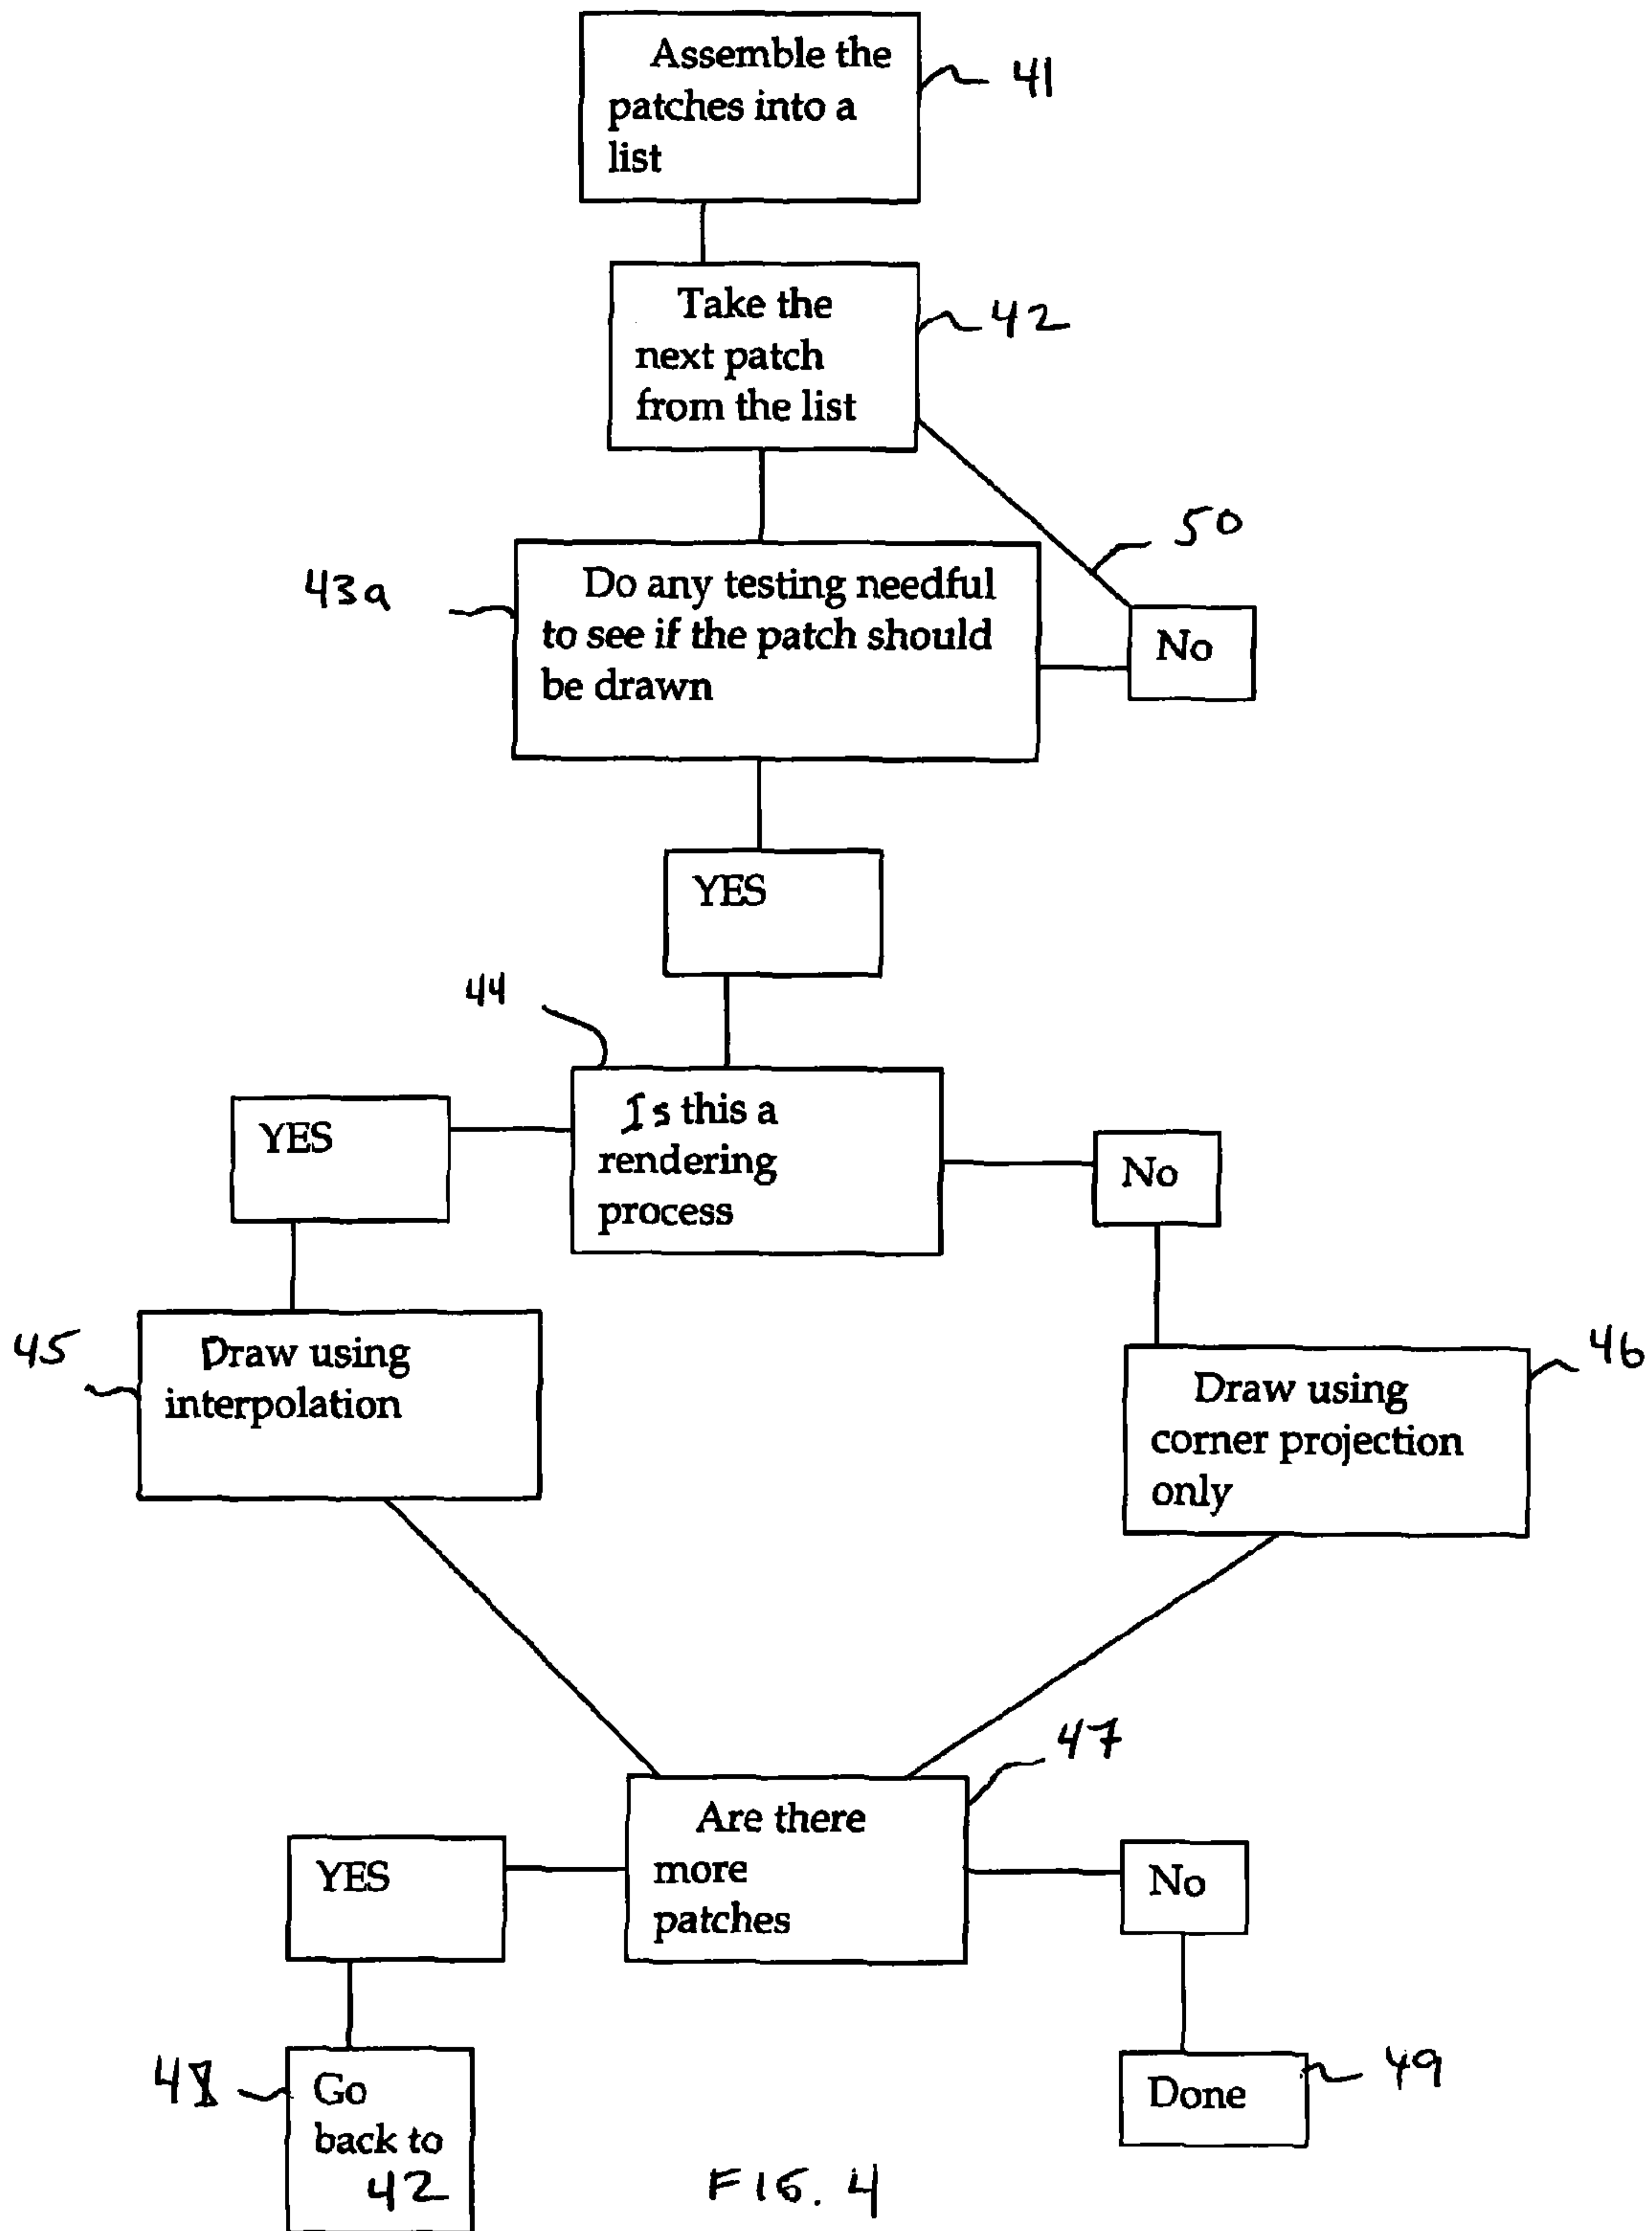 Assemble the
patches into a
list
41
Take the
next patch
from the list
42
50
43a
Do any testing needful
to see if the patch should
be drawn
No
YES
44
Is this a
rendering
process
YES
No
45
Draw using
interpolation
46
Draw using
corner projection
only
47
Are there
more
patches
YES
No
48
Go
back to
42
Done
49
FIG. 4